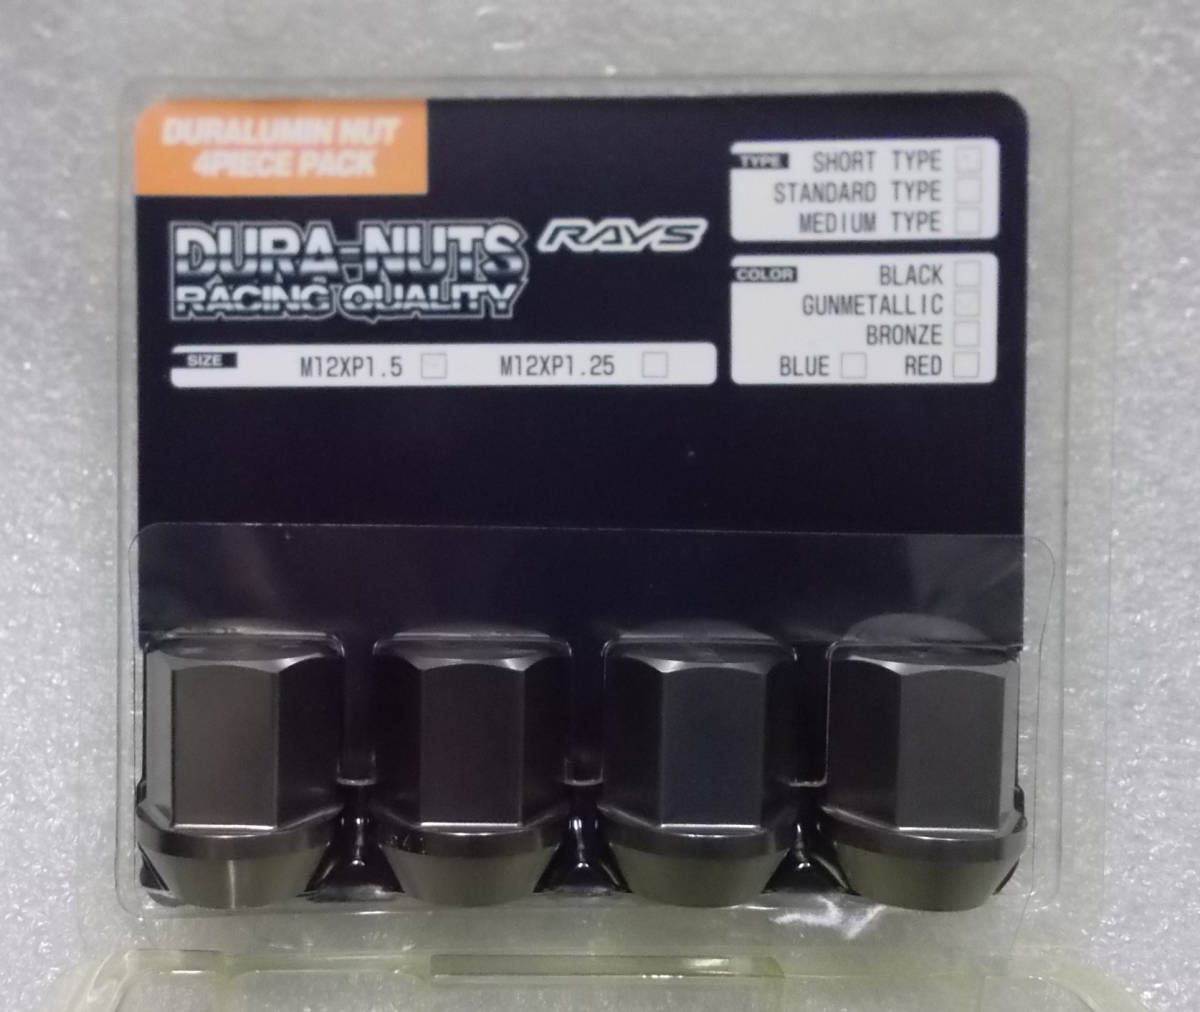 DURALUMIN NUT
4PIECE PACK
DURA-NUTS
RACING QUALITY
RAYS
TYPE SHORT TYPE
STANDARD TYPE
MEDIUM TYPE
COLOR BLACK
GUNMETALLIC
BRONZE
BLUE RED
SIZE M12XP1.5 M12XP1.25